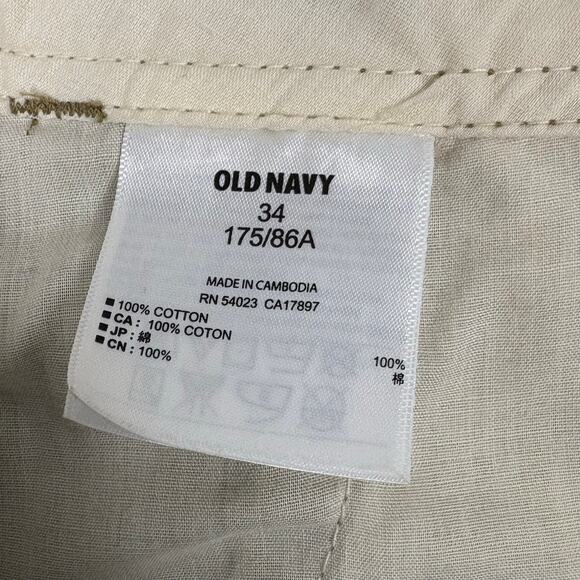 OLD NAVY
34
175/86A
MADE IN CAMBODIA
RN 54023 CA17897
100% COTTON
CA : 100% COTON
JP : 綿 100%
CN : 100% 棉